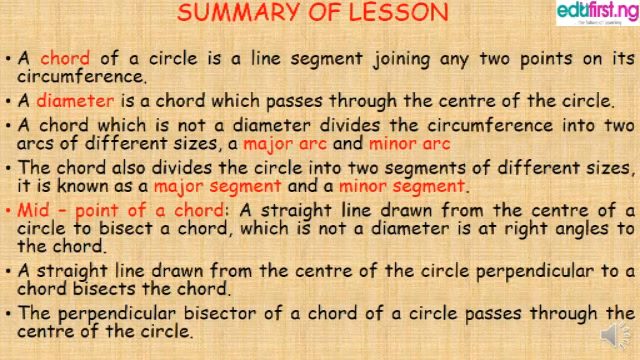 SUMMARY OF LESSON
edufirst.ng
• A chord of a circle is a line segment joining any two points on its
circumference.
• A diameter is a chord which passes through the centre of the circle.
• A chord which is not a diameter divides the circumference into two
arcs of different sizes, a major arc and minor arc
• The chord also divides the circle into two segments of different sizes,
it is known as a major segment and a minor segment.
• Mid – point of a chord: A straight line drawn from the centre of a
circle to bisect a chord, which is not a diameter is at right angles to
the chord.
• A straight line drawn from the centre of the circle perpendicular to a
chord bisects the chord.
• The perpendicular bisector of a chord of a circle passes through the
centre of the circle.